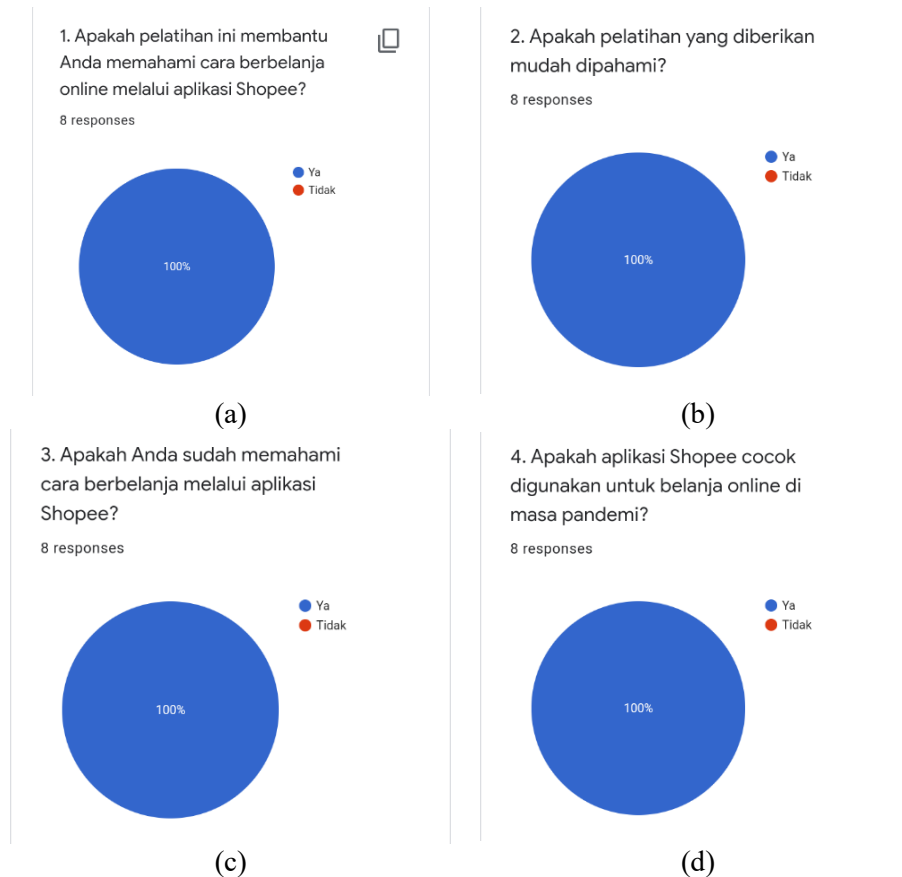 1. Apakah pelatihan ini membantu
Anda memahami cara berbelanja
online melalui aplikasi Shopee?
8 responses
Ya
Tidak
100%
(a)
2. Apakah pelatihan yang diberikan
mudah dipahami?
8 responses
Ya
Tidak
100%
(b)
3. Apakah Anda sudah memahami
cara berbelanja melalui aplikasi
Shopee?
8 responses
Ya
Tidak
100%
(c)
4. Apakah aplikasi Shopee cocok
digunakan untuk belanja online di
masa pandemi?
8 responses
Ya
Tidak
100%
(d)